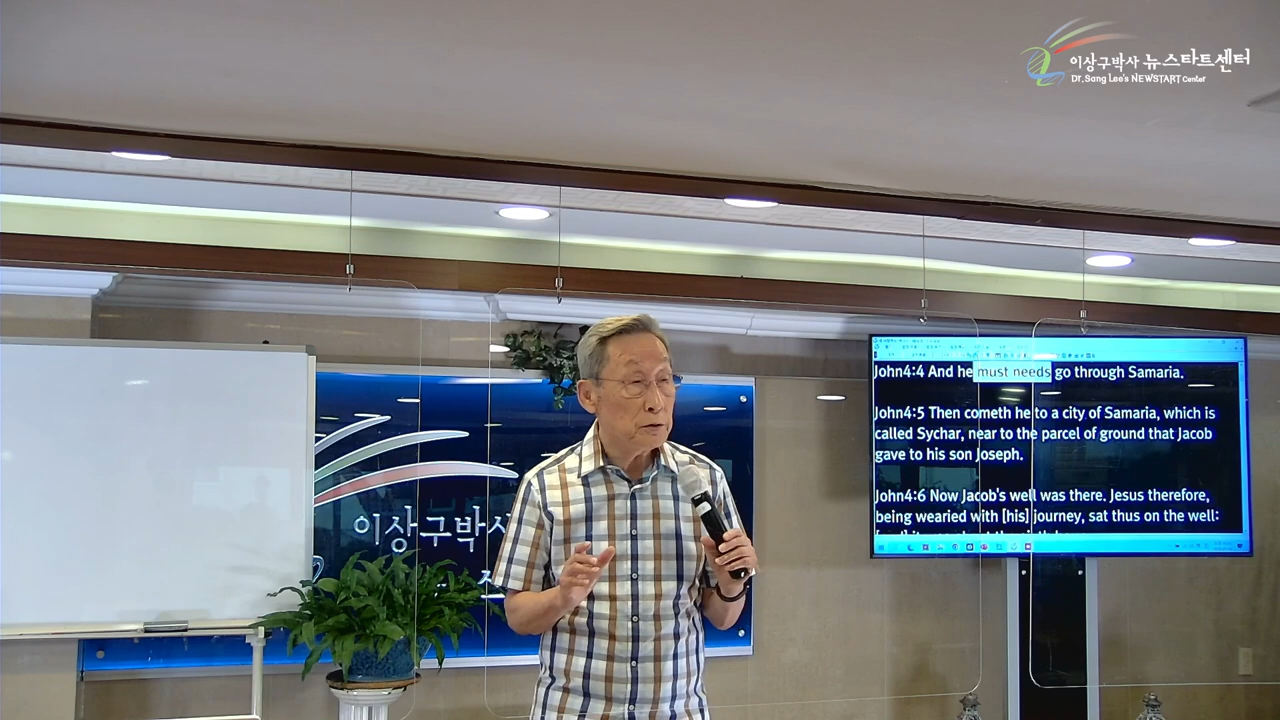 이상구박사 뉴스타트센터
Dr. Sang Lee's NEWSTART Center
John4:4 And he must needs go through Samaria.
John4:5 Then cometh he to a city of Samaria, which is
called Sychar, near to the parcel of ground that Jacob
gave to his son Joseph.
John4:6 Now Jacob's well was there. Jesus therefore,
being wearied with [his] journey, sat thus on the well:
이상구박사